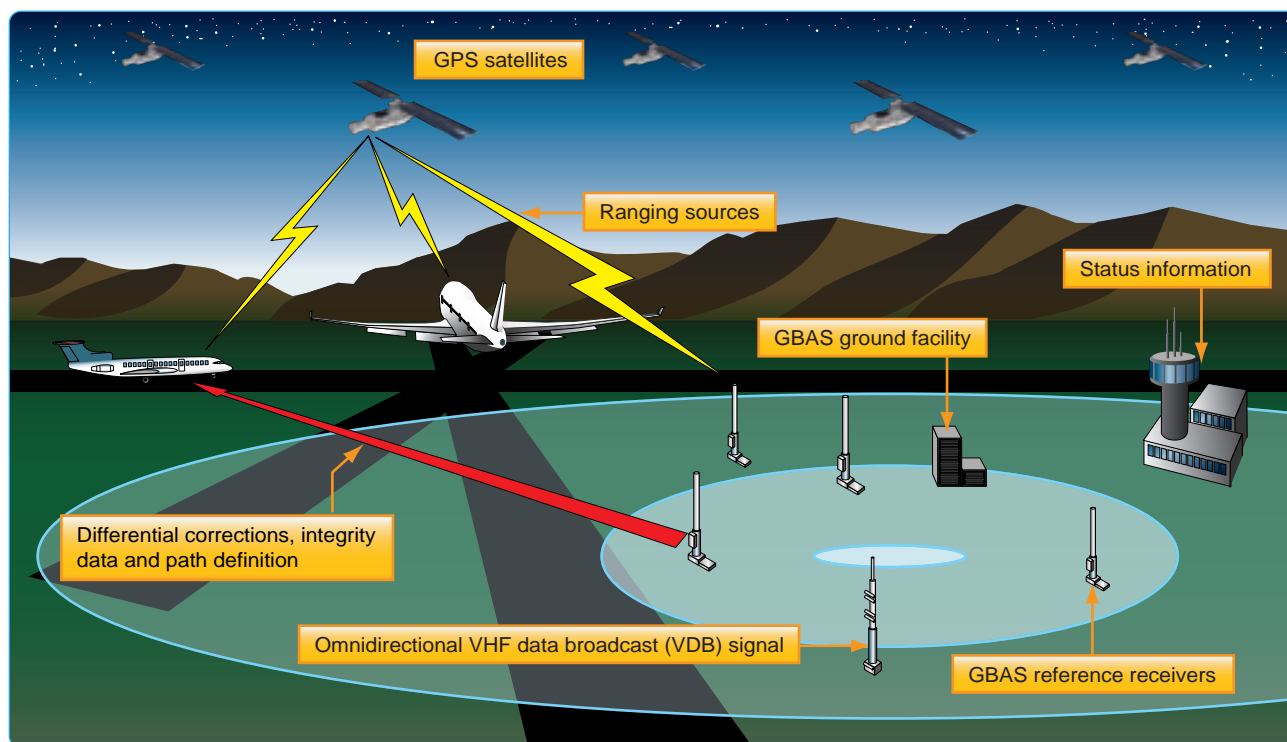 GPS satellites
Ranging sources
Status information
GBAS ground facility
Differential corrections, integrity
data and path definition
Omnidirectional VHF data broadcast (VDB) signal
GBAS reference receivers